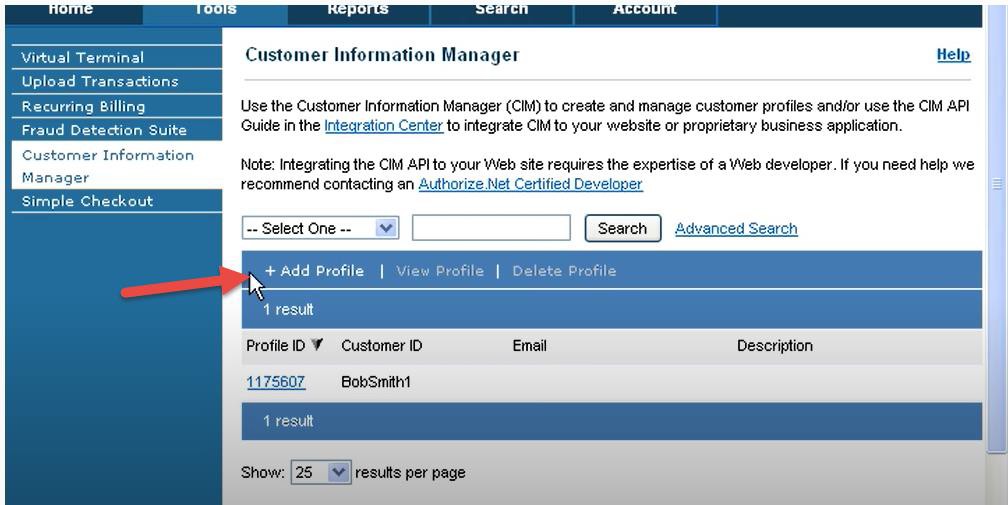 Home Tools Reports Search Account
Virtual Terminal
Upload Transactions
Recurring Billing
Fraud Detection Suite
Customer Information
Manager
Simple Checkout
Customer Information Manager Help
Use the Customer Information Manager (CIM) to create and manage customer profiles and/or use the CIM API
Guide in the Integration Center to integrate CIM to your website or proprietary business application.
Note: Integrating the CIM API to your Web site requires the expertise of a Web developer. If you need help we
recommend contacting an Authorize.Net Certified Developer
-- Select One -- Search Advanced Search
+ Add Profile | View Profile | Delete Profile
1 result
Profile ID Customer ID Email Description
1175607 BobSmith1
1 result
Show: 25 results per page